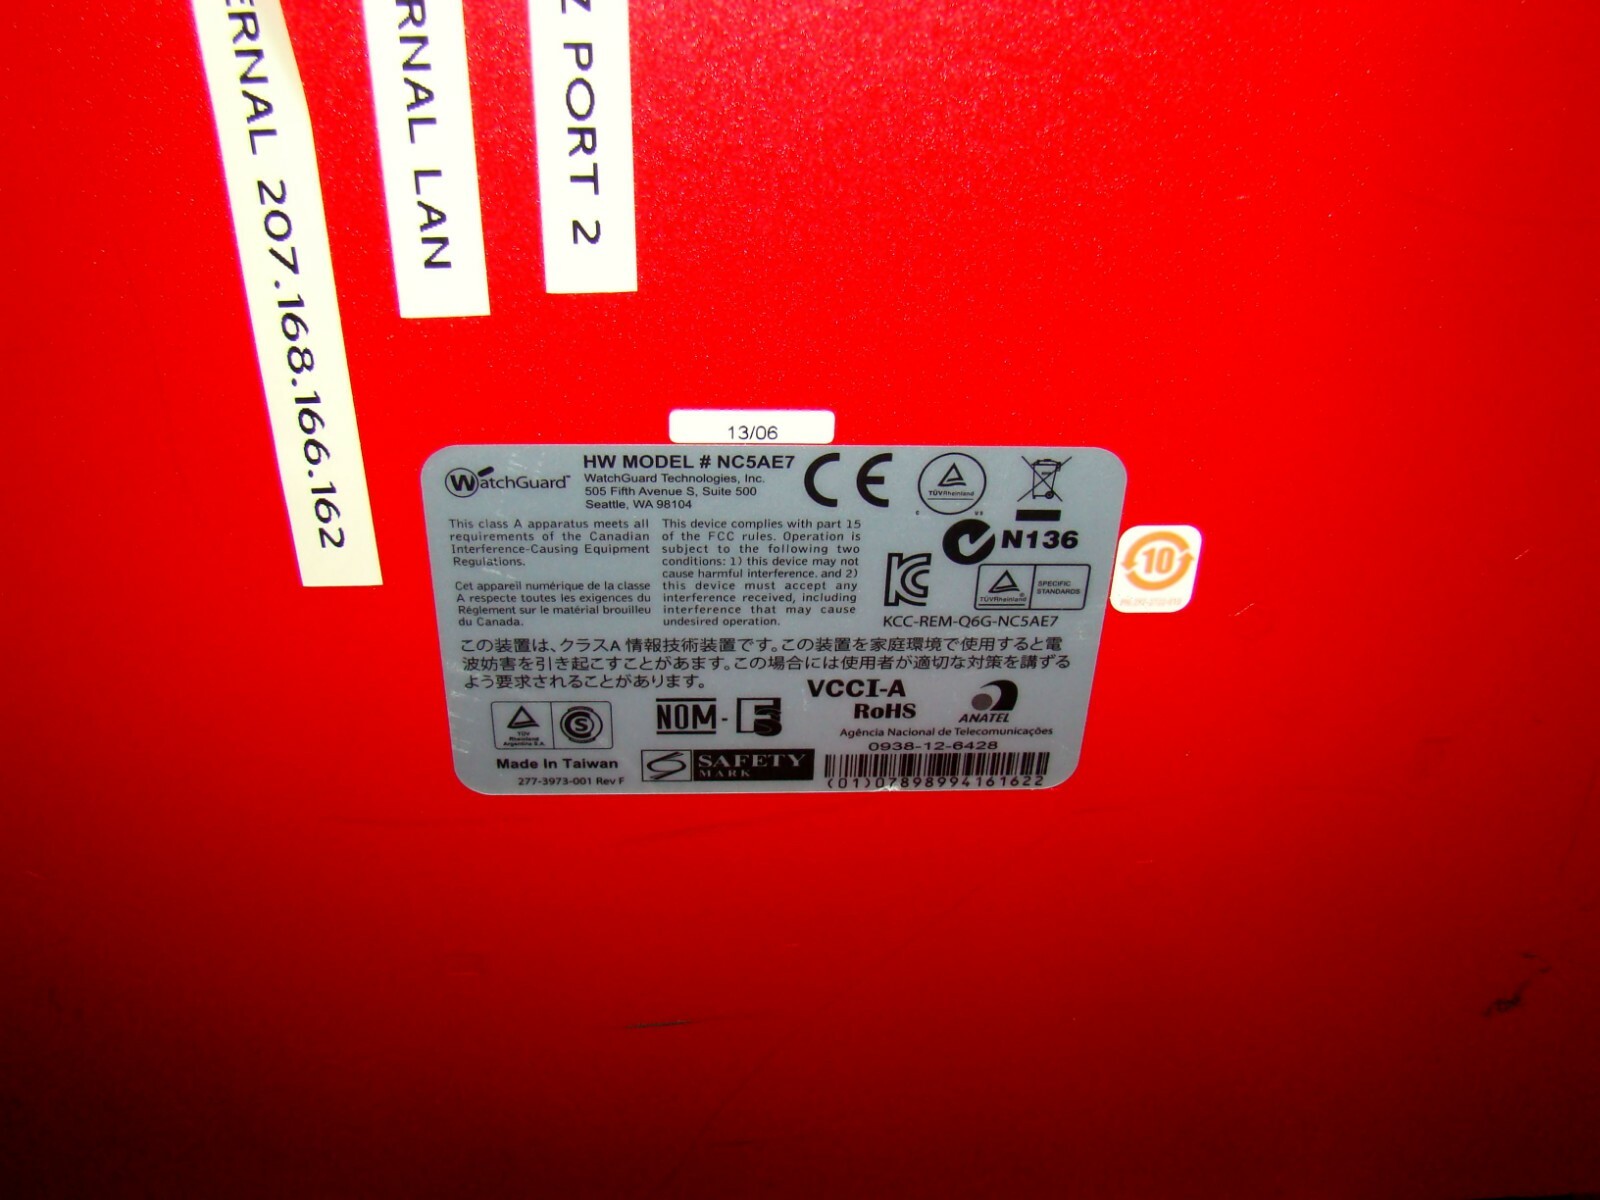 ERNAL 207.168.166.162
RNAL LAN
Z PORT 2
13/06
WatchGuard™
HW MODEL # NC5AE7
WatchGuard Technologies, Inc.
505 Fifth Avenue S, Suite 500
Seattle, WA 98104
CE
TÜVRheinland
C US
This class A apparatus meets all
requirements of the Canadian
Interference-Causing Equipment
Regulations.
Cet appareil numérique de la classe
A respecte toutes les exigences du
Règlement sur le matérial brouilleu
du Canada.
This device complies with part 15
of the FCC rules. Operation is
subject to the following two
conditions: 1) this device may not
cause harmful interference. and 2)
this device must accept any
interference received, including
interference that may cause
undesired operation.
N136
TÜVRheinland®
SPECIFIC
STANDARDS
KCC-REM-Q6G-NC5AE7
10
この装置は、クラスA 情報技術装置です。この装置を家庭環境で使用すると電
波妨害を引き起こすことがあます。この場合には使用者が適切な対策を講ずる
よう要求されることがあります。
VCCI-A
RoHS
ANATEL
Agência Nacional de Telecomunicações
0938-12-6428
(01)07898994161622
TÜV
Rheinland
Argentina S.A.
S
NOM-
Made In Taiwan
277-3973-001 Rev F
SAFETY
MARK